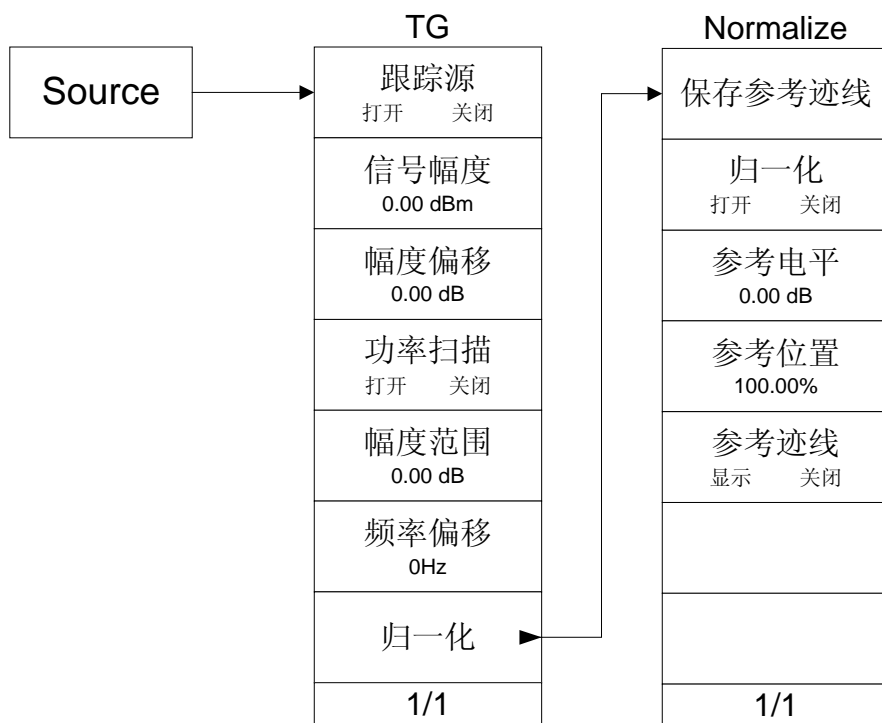 Source
TG
跟踪源
打开 关闭
信号幅度
0.00 dBm
幅度偏移
0.00 dB
功率扫描
打开 关闭
幅度范围
0.00 dB
频率偏移
0Hz
归一化
1/1
Normalize
保存参考迹线
归一化
打开 关闭
参考电平
0.00 dB
参考位置
100.00%
参考迹线
显示 关闭
1/1